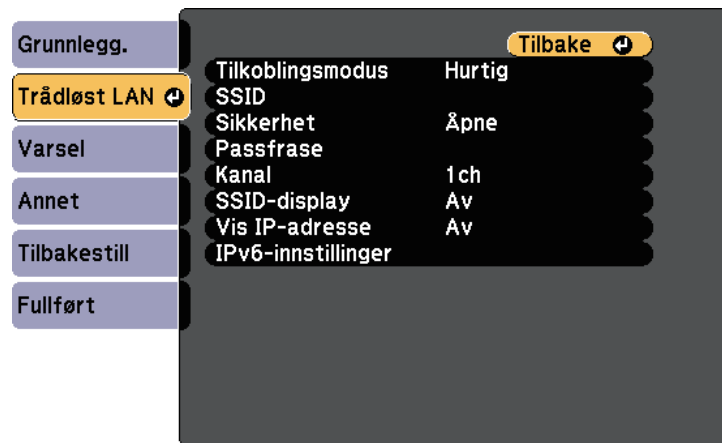 Grunnlegg.
Trådløst LAN
Varsel
Annet
Tilbakestill
Fullført
Tilbake
Tilkoblingsmodus Hurtig
SSID
Sikkerhet Åpne
Passfrase
Kanal 1ch
SSID-display Av
Vis IP-adresse Av
IPv6-innstillinger